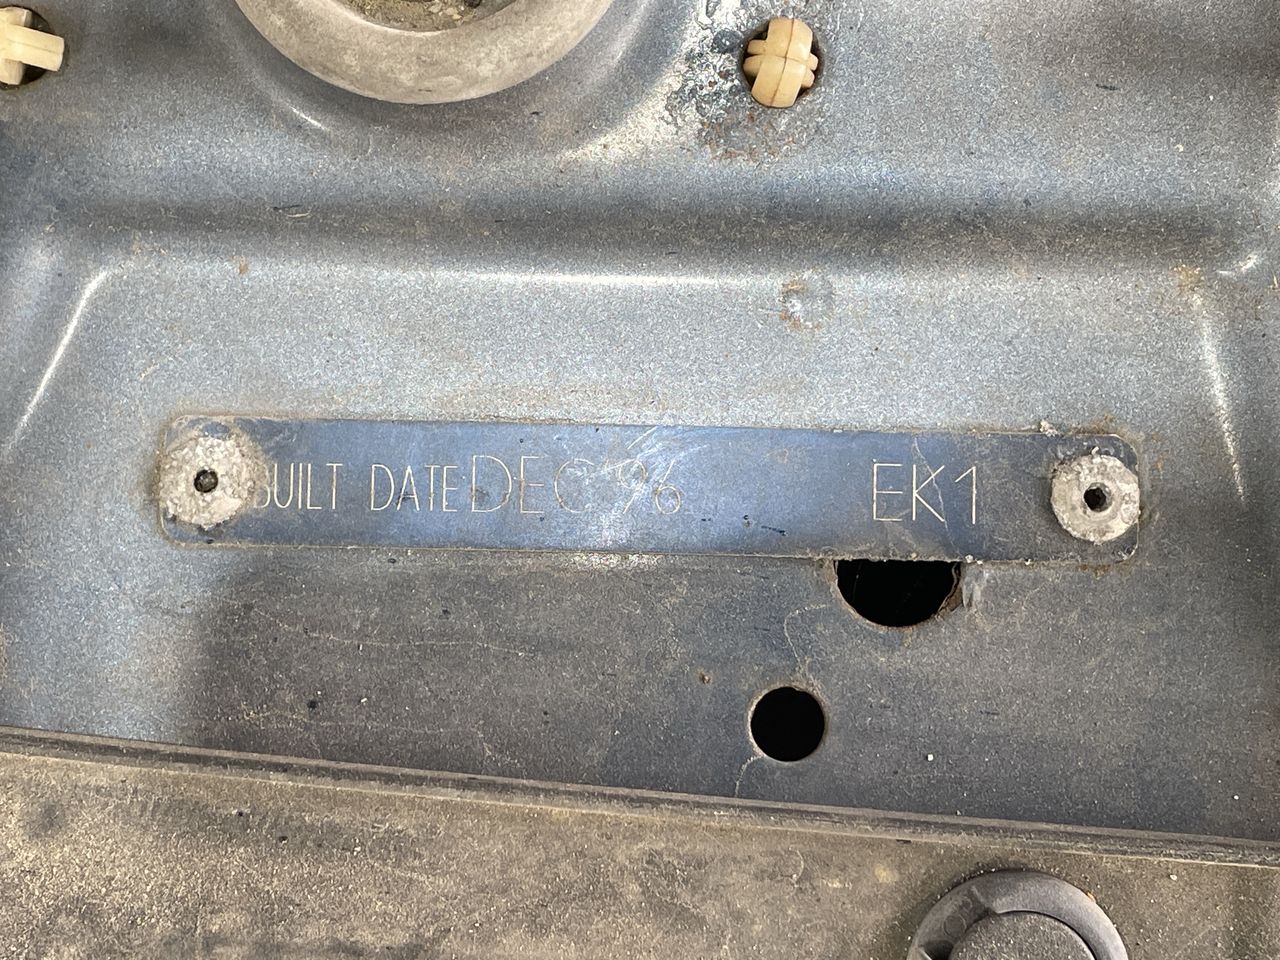 BUILT DATE DEC '96 EK1